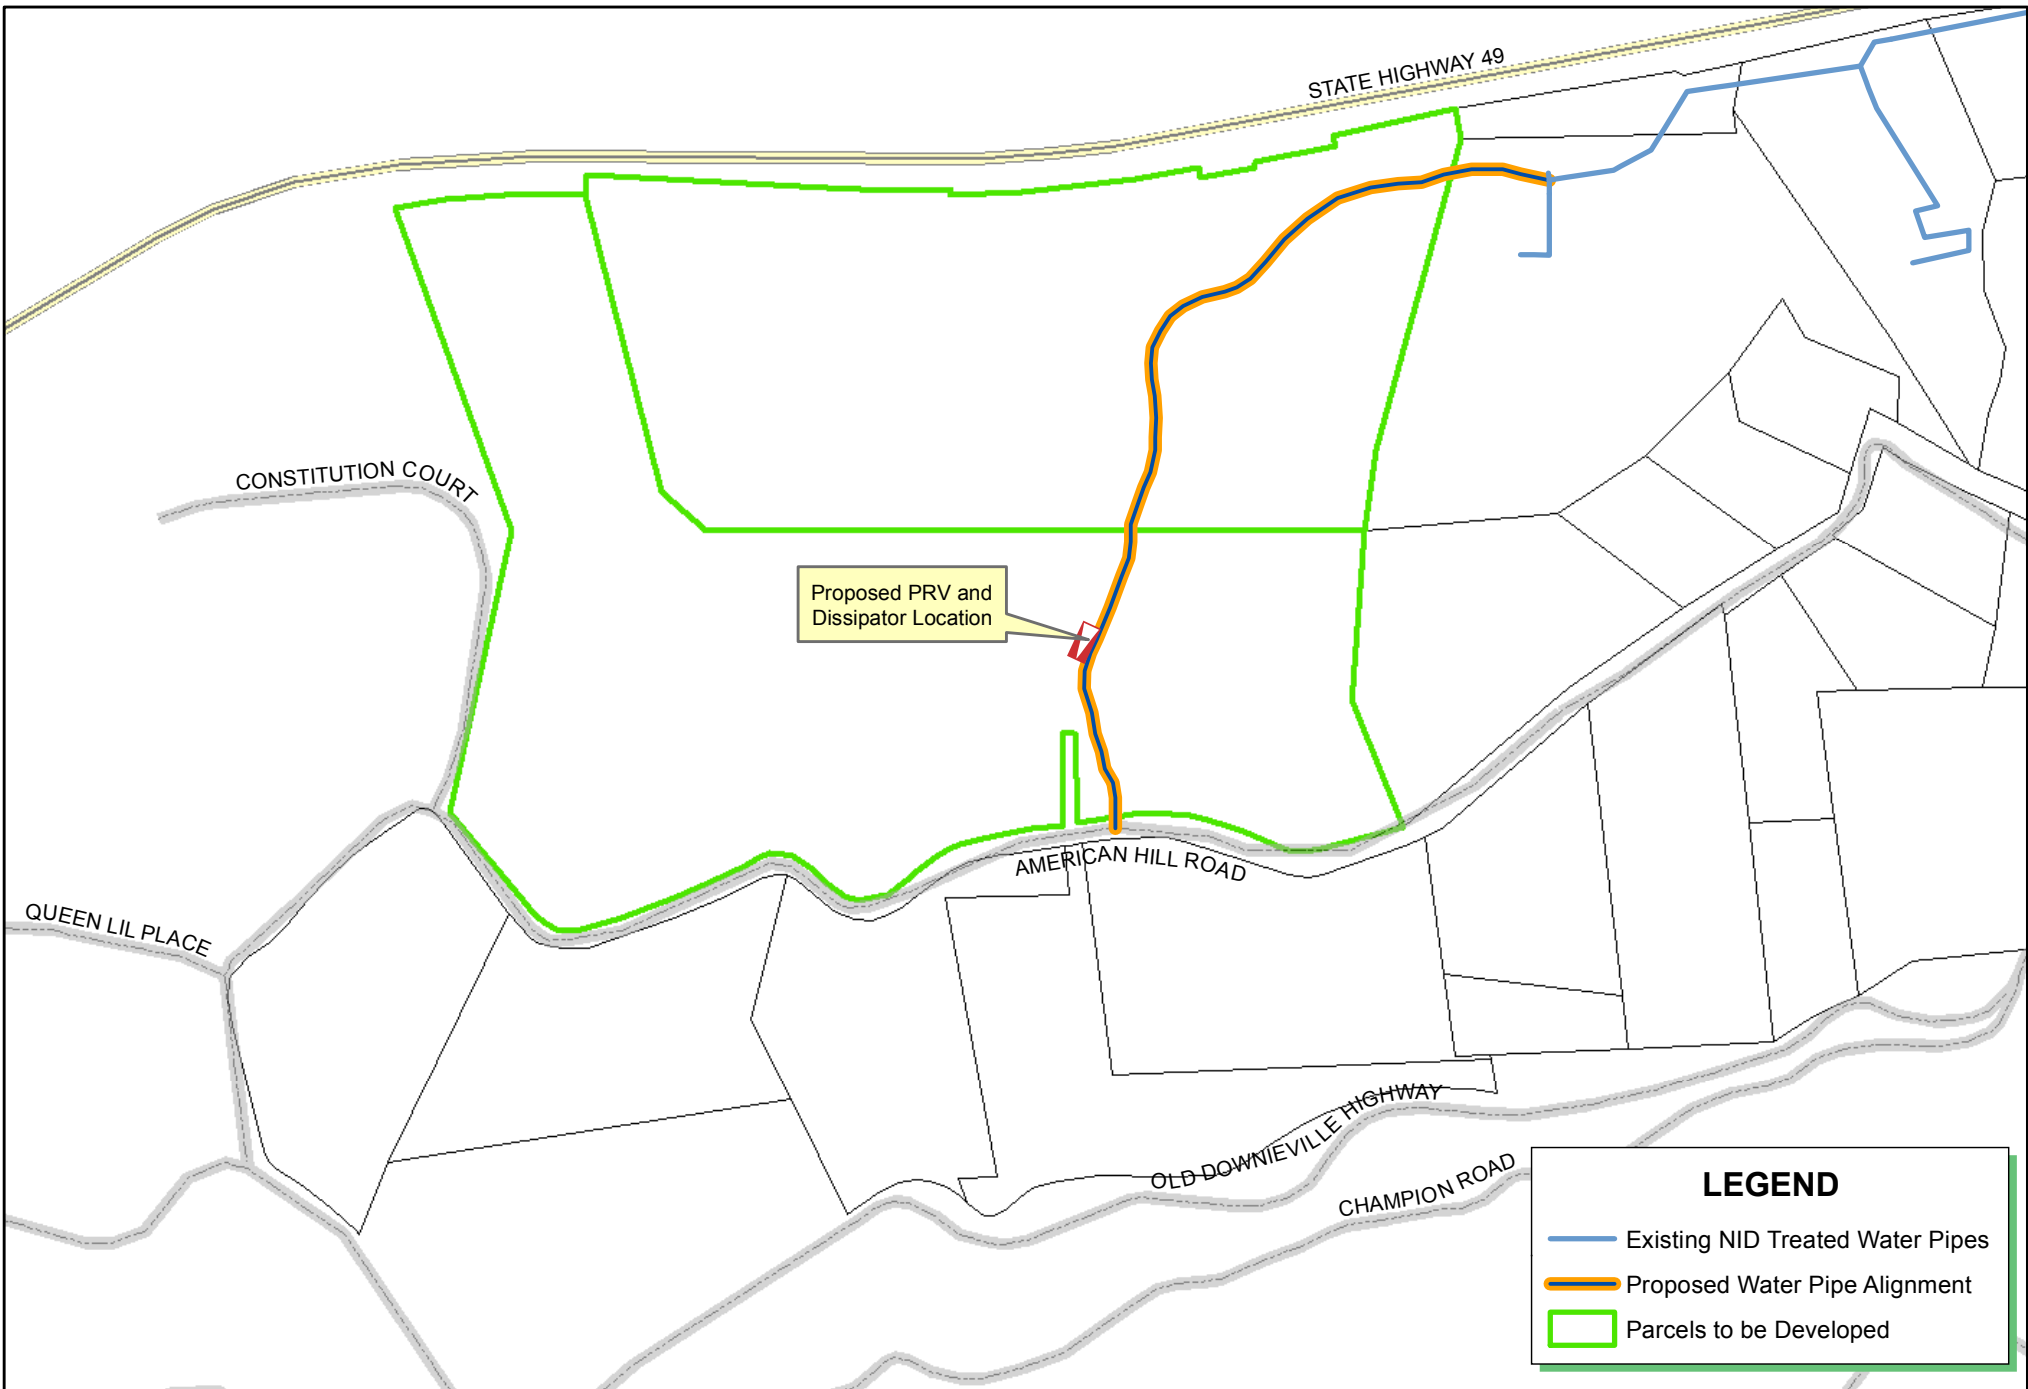 STATE HIGHWAY 49
CONSTITUTION COURT
Proposed PRV and
Dissipator Location
AMERICAN HILL ROAD
QUEEN LIL PLACE
OLD DOWNIEVILLE HIGHWAY
CHAMPION ROAD
LEGEND
Existing NID Treated Water Pipes
Proposed Water Pipe Alignment
Parcels to be Developed